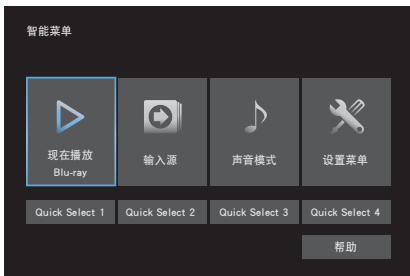 智能菜单
现在播放
Blu-ray
输入源
声音模式
设置菜单
Quick Select 1
Quick Select 2
Quick Select 3
Quick Select 4
帮助